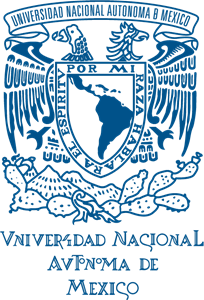 UNIVERSIDAD NACIONAL AUTONOMA DE MEXICO
POR MI RAZA HABLARA EL ESPIRITU
VNIVERSIDAD NACIONAL
AVTONOMA DE
MEXICO